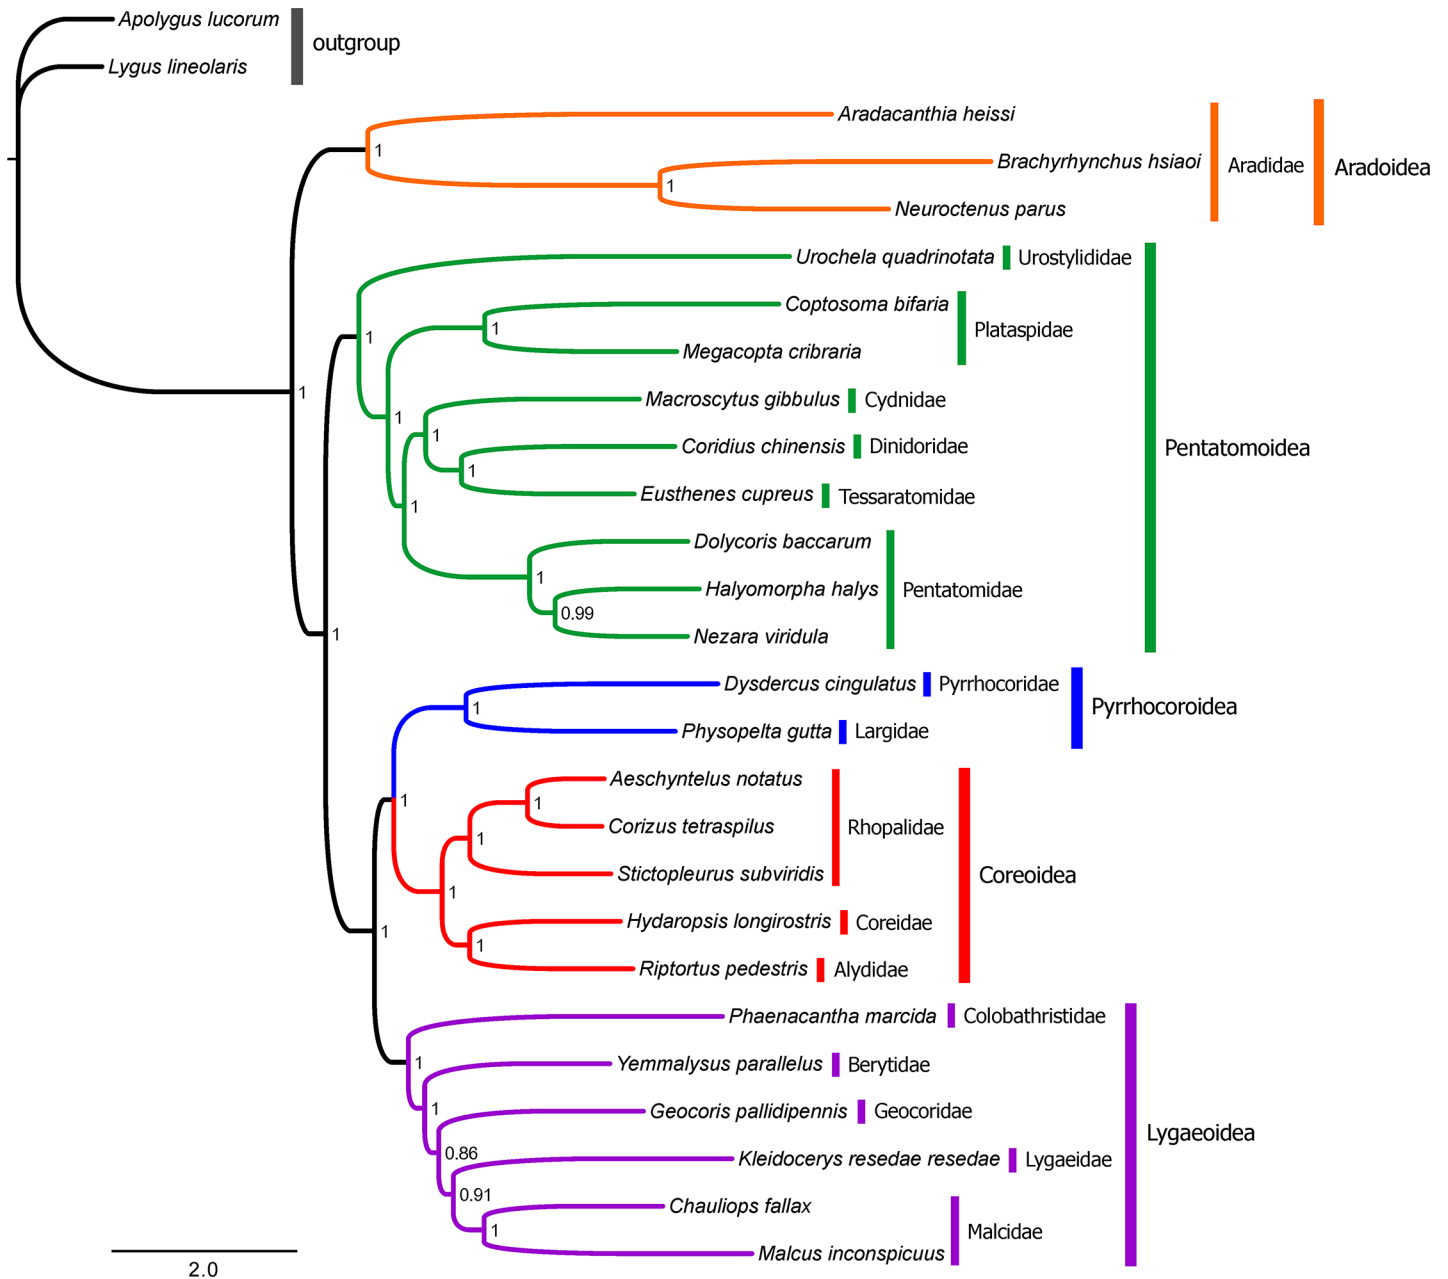 Apolygus lucorum
outgroup
Lygus lineolaris
Aradacanthia heissi
1
Brachyrhynchus hsiaoi
Aradidae
Aradoidea
1
Neuroctenus parus
Urochela quadrinotata
Urostylididae
Coptosoma bifaria
1
Plataspidae
1
Megacopta cribraria
1
Macroscytus gibbulus
Cydnidae
1
1
Coridius chinensis
Dinidoridae
Pentatomoidea
1
Eusthenes cupreus
Tessaratomidae
1
Dolycoris baccarum
1
Halyomorpha halys
Pentatomidae
0.99
Nezara viridula
1
Dysdercus cingulatus
Pyrrhocoridae
1
Pyrrhocoroidea
Physopelta gutta
Largidae
Aeschyntelus notatus
1
1
Corizus tetraspilus
Rhopalidae
1
Stictopleurus subviridis
Coreoidea
1
Hydaropsis longirostris
Coreidae
1
1
Riptortus pedestris
Alydidae
Phaenacantha marcida
Colobathristidae
1
Yemmalysus parallelus
Berytidae
1
Geocoris pallidipennis
Geocoridae
Lygaeoidea
0.86
Kleidocerys resedae resedae
Lygaeidae
0.91
Chauliops fallax
1
Malcidae
Malcus inconspicuus
2.0